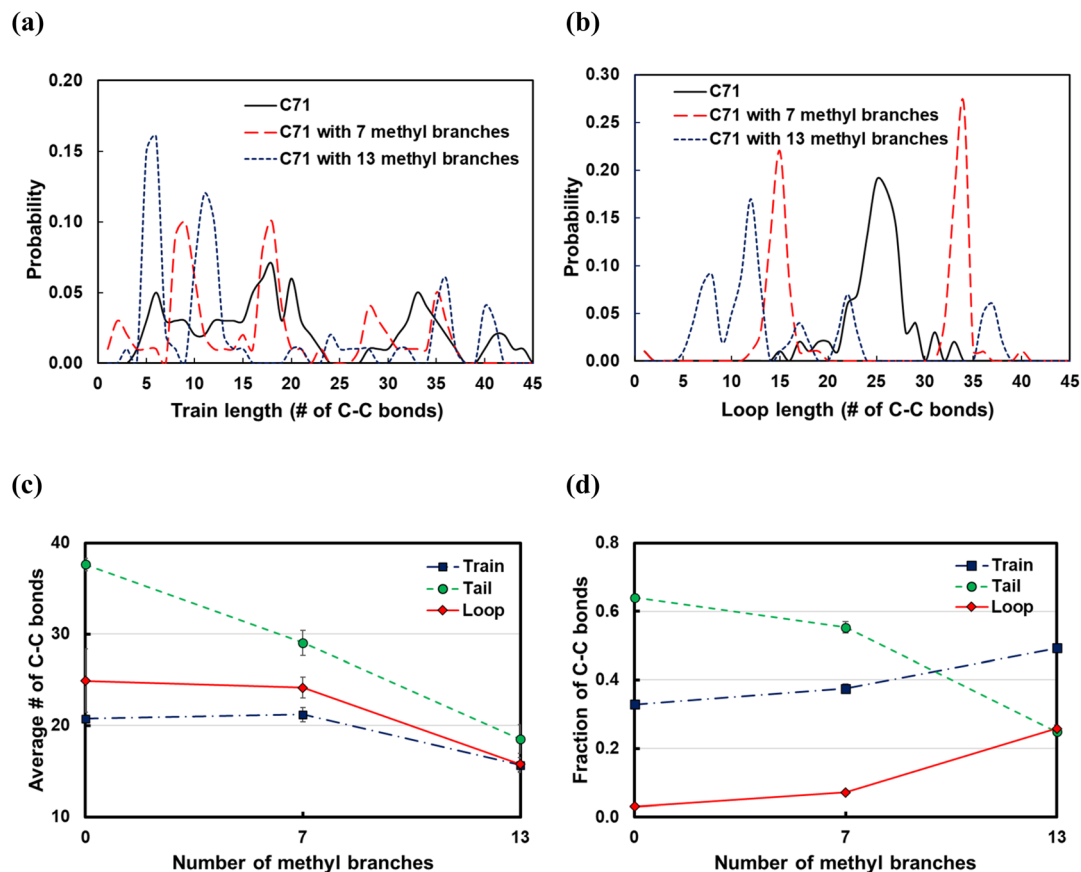 (a)
0.20
0.15
0.10
0.05
0.00
Probability
C71
C71 with 7 methyl branches
C71 with 13 methyl branches
0 5 10 15 20 25 30 35 40 45
Train length (# of C-C bonds)
(b)
0.30
0.25
0.20
0.15
0.10
0.05
0.00
Probability
C71
C71 with 7 methyl branches
C71 with 13 methyl branches
0 5 10 15 20 25 30 35 40 45
Loop length (# of C-C bonds)
(c)
40
30
20
10
Average # of C-C bonds
Train
Tail
Loop
0 7 13
Number of methyl branches
(d)
0.8
0.6
0.4
0.2
0.0
Fraction of C-C bonds
Train
Tail
Loop
0 7 13
Number of methyl branches